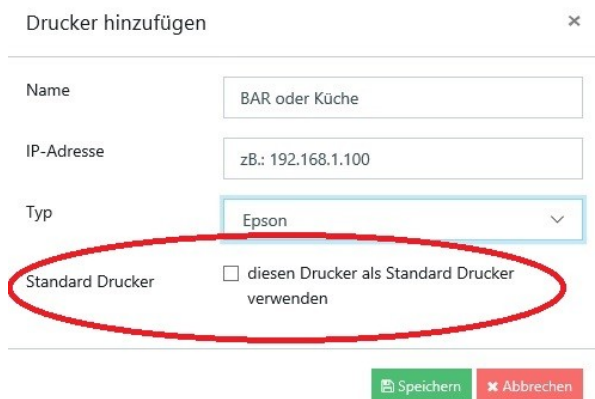 Drucker hinzufügen ×
Name BAR oder Küche
IP-Adresse zB.: 192.168.1.100
Typ Epson
Standard Drucker diesen Drucker als Standard Drucker
verwenden
Speichern ✖ Abbrechen